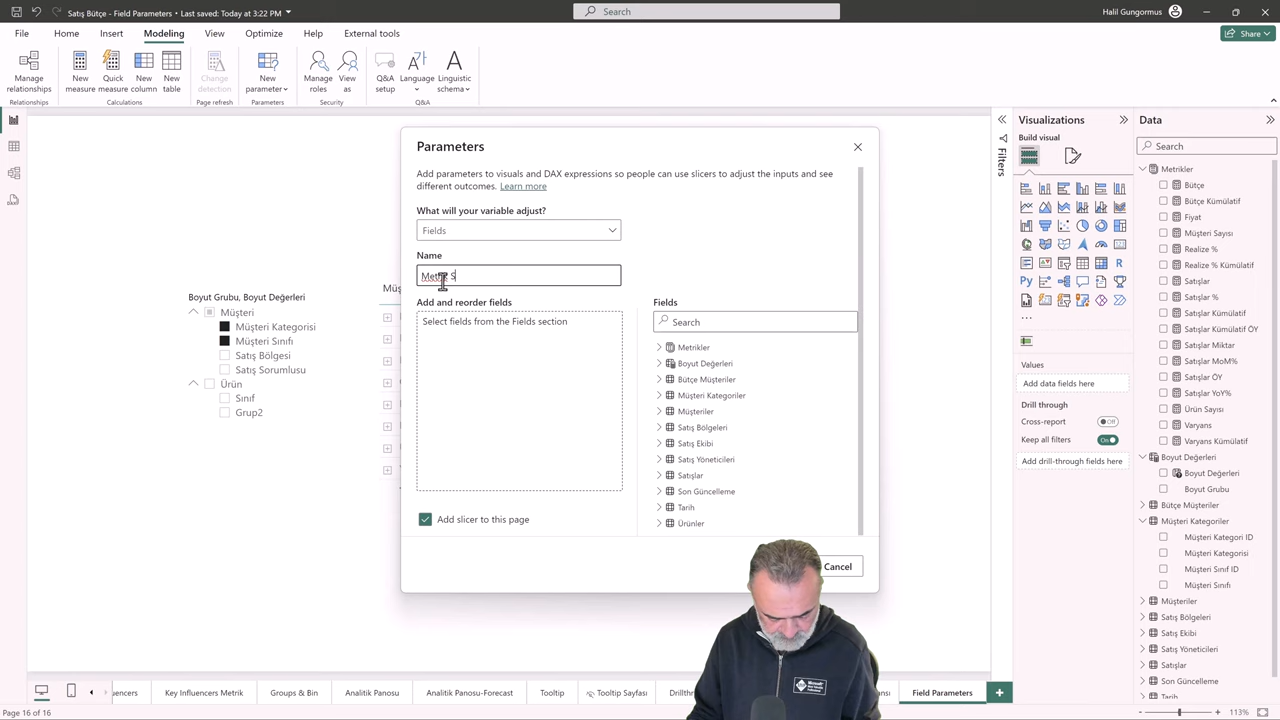 Satış Bütçe - Field Parameters • Last saved: Today at 3:22 PM
Search
Halil Gungormus
File Home Insert Modeling View Optimize Help External tools
Share
Manage relationships
New measure
Quick measure
New column
New table
Change detection
New parameter
Manage roles
View as
Q&A setup
Language
Linguistic schema
Relationships Calculations Page refresh Parameters Security Q&A
Boyut Grubu, Boyut Değerleri
Müşteri
Müşteri Kategorisi
Müşteri Sınıfı
Satış Bölgesi
Satış Sorumlusu
Ürün
Sınıf
Grup2
Parameters
Add parameters to visuals and DAX expressions so people can use slicers to adjust the inputs and see
different outcomes. Learn more
What will your variable adjust?
Fields
Name
Add and reorder fields
Select fields from the Fields section
Add slicer to this page
Fields
Search
Metrikler
Boyut Değerleri
Bütçe Müşteriler
Müşteri Kategoriler
Müşteriler
Satış Bölgeleri
Satış Ekibi
Satış Yöneticileri
Satışlar
Son Güncelleme
Tarih
Ürünler
Cancel
Filters
Visualizations
Build visual
Values
Add data fields here
Drill through
Cross-report
Off
Keep all filters
On
Add drill-through fields here
Data
Search
Metrikler
Bütçe
Bütçe Kümülatif
Fiyat
Müşteri Sayısı
Realize %
Realize % Kümülatif
Satışlar
Satışlar %
Satışlar Kümülatif
Satışlar Kümülatif ÖY
Satışlar Miktar
Satışlar MoM%
Satışlar ÖY
Satışlar YoY%
Ürün Sayısı
Varyans
Varyans Kümülatif
Boyut Değerleri
Boyut Değerleri
Boyut Grubu
Bütçe Müşteriler
Müşteri Kategoriler
Müşteri Kategori ID
Müşteri Kategorisi
Müşteri Sınıf ID
Müşteri Sınıfı
Müşteriler
Satış Bölgeleri
Satış Ekibi
Satış Yöneticileri
Satışlar
Son Güncelleme
Tarih
Key Influencers Metrik
Groups & Bin
Analitik Panosu
Analitik Panosu-Forecast
Tooltip
Tooltip Sayfası
Field Parameters
Page 16 of 16
113%